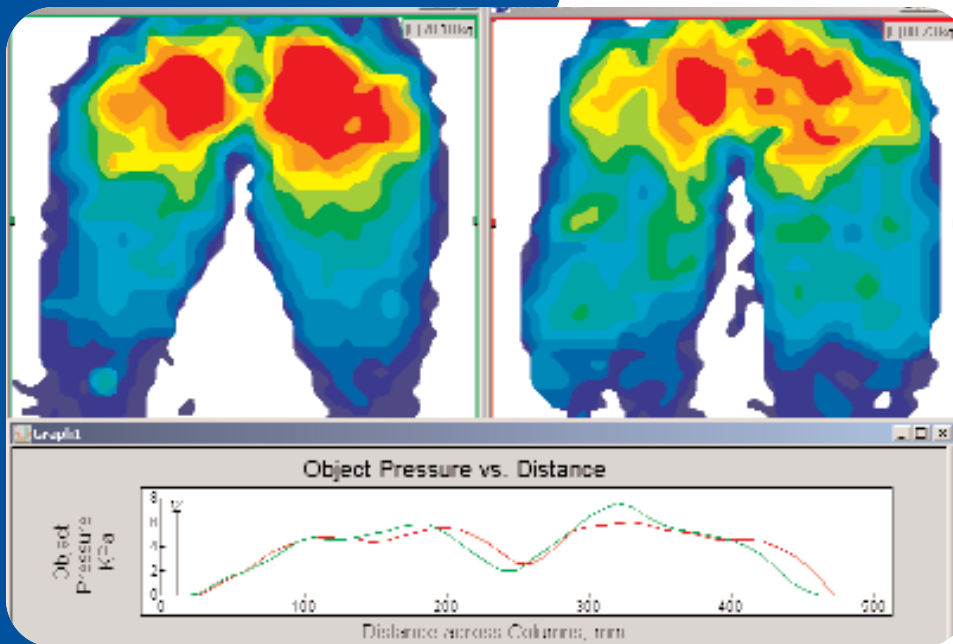 Graph1
Object Pressure vs. Distance
Object
Pressure
KPa
8
6
4
2
0
0 100 200 300 400 500
Distance across Columns, mm